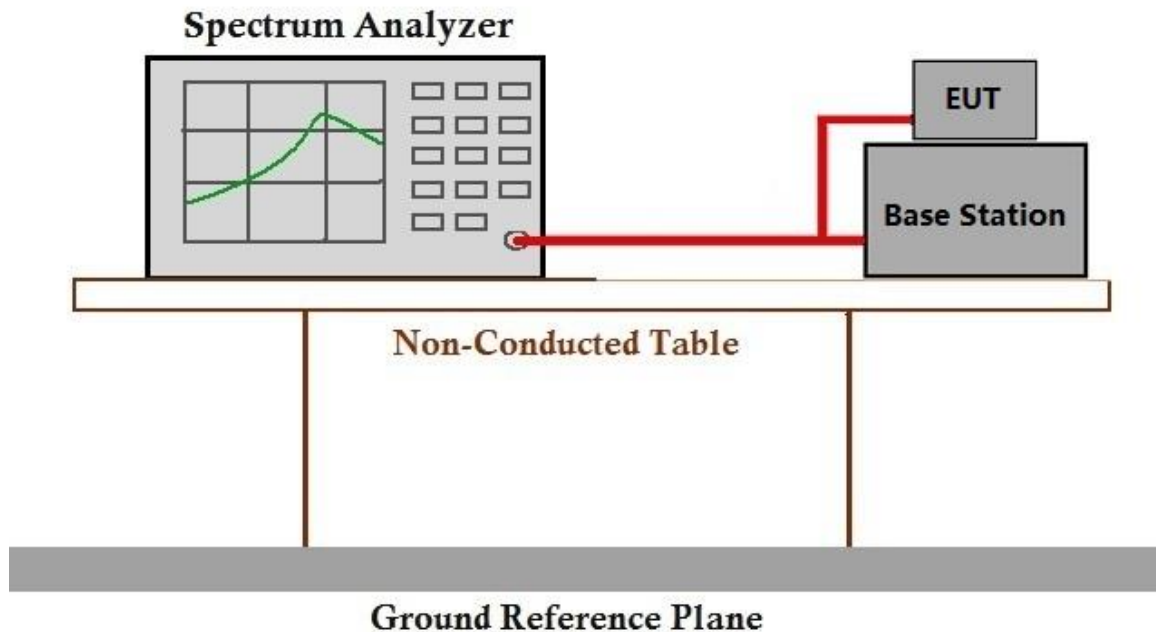 Spectrum Analyzer
EUT
Base Station
Non-Conducted Table
Ground Reference Plane